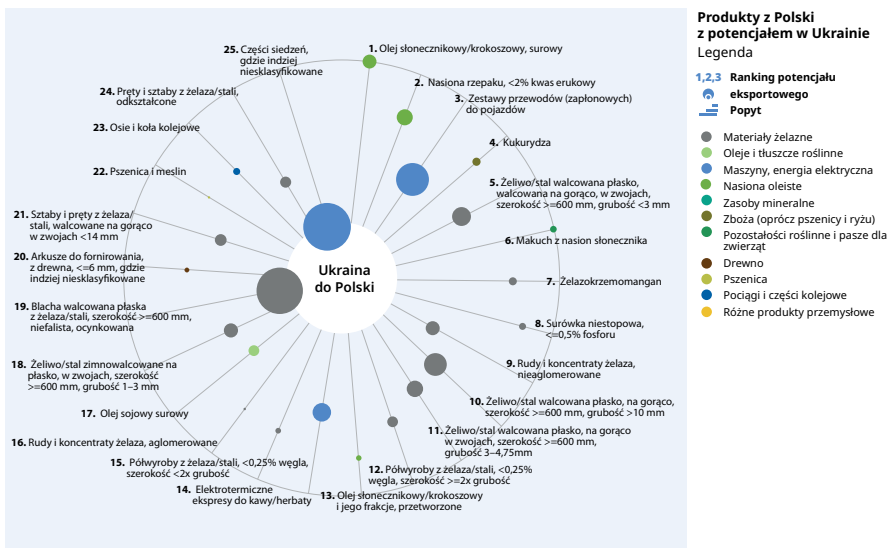 Produkty z Polski
z potencjałem w Ukrainie
Legenda
1,2,3 Ranking potencjału
eksportowego
Popyt
Materiały żelazne
Oleje i tłuszcze roślinne
Maszyny, energia elektryczna
Nasiona oleiste
Zasoby mineralne
Zboża (oprócz pszenicy i ryżu)
Pozostałości roślinne i pasze dla
zwierząt
Drewno
Pszenica
Pociągi i części kolejowe
Różne produkty przemysłowe
Ukraina
do Polski
1. Olej słonecznikowy/krokoszowy, surowy
2. Nasiona rzepaku, <2% kwas erukowy
3. Zestawy przewodów (zapłonowych)
do pojazdów
4. Kukurydza
5. Żeliwo/stal walcowana płasko,
walcowana na gorąco, w zwojach,
szerokość >=600 mm, grubość <3 mm
6. Makuch z nasion słonecznika
7. Żelazokrzemomangan
8. Surówka niestopowa,
<=0,5% fosforu
9. Rudy i koncentraty żelaza,
nieaglomerowane
10. Żeliwo/stal walcowana płasko, na gorąco,
szerokość >=600 mm, grubość >10 mm
11. Żeliwo/stal walcowana płasko, na gorąco
w zwojach, szerokość >=600 mm,
grubość 3–4,75mm
12. Półwyroby z żelaza/stali, <0,25%
węgla, szerokość >=2x grubość
13. Olej słonecznikowy/krokoszowy
i jego frakcje, przetworzone
14. Elektrotermiczne
ekspresy do kawy/herbaty
15. Półwyroby z żelaza/stali, <0,25% węgla,
szerokość <2x grubość
16. Rudy i koncentraty żelaza, aglomerowane
17. Olej sojowy surowy
18. Żeliwo/stal zimnowalcowane na
płasko, w zwojach, szerokość
>=600 mm, grubość 1–3 mm
19. Blacha walcowana płaska
z żelaza/stali, szerokość >=600 mm,
niefalista, ocynkowana
20. Arkusze do fornirowania,
z drewna, <=6 mm, gdzie
indziej niesklasyfikowane
21. Sztaby i pręty z żelaza/
stali, walcowane na gorąco
w zwojach <14 mm
22. Pszenica i meslin
23. Osie i koła kolejowe
24. Pręty i sztaby z żelaza/stali,
odkształcone
25. Części siedzeń,
gdzie indziej
niesklasyfikowane